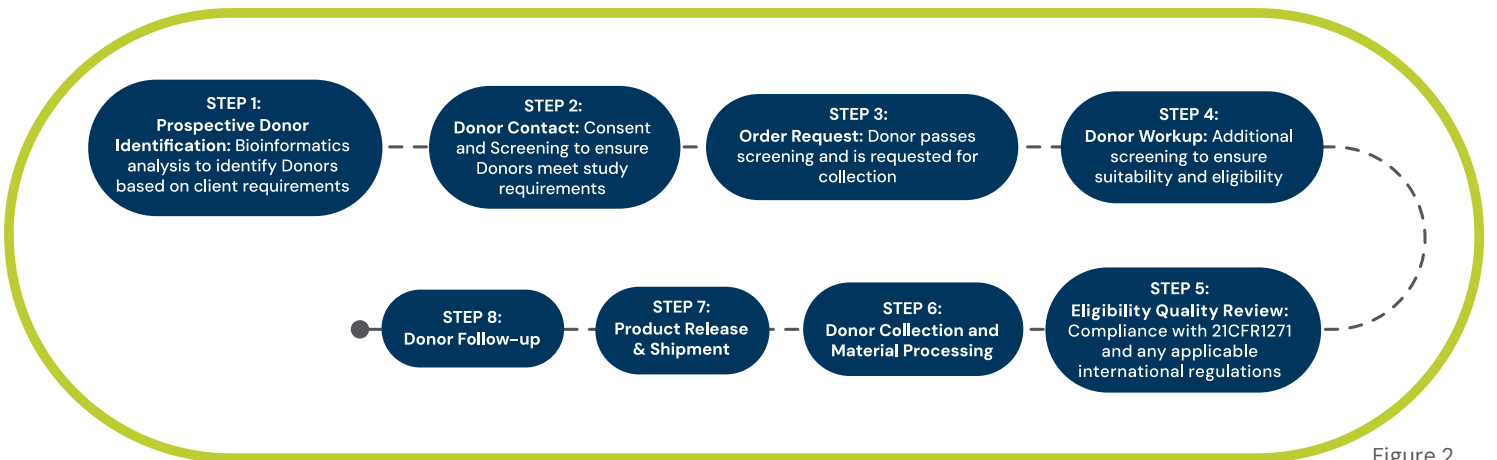 STEP 1:
Prospective Donor
Identification: Bioinformatics
analysis to identify Donors
based on client requirements
STEP 2:
Donor Contact: Consent
and Screening to ensure
Donors meet study
requirements
STEP 3:
Order Request: Donor passes
screening and is requested for
collection
STEP 4:
Donor Workup: Additional
screening to ensure
suitability and eligibility
STEP 5:
Eligibility Quality Review:
Compliance with 21CFR1271
and any applicable
international regulations
STEP 6:
Donor Collection and
Material Processing
STEP 7:
Product Release
& Shipment
STEP 8:
Donor Follow-up
Figure 2